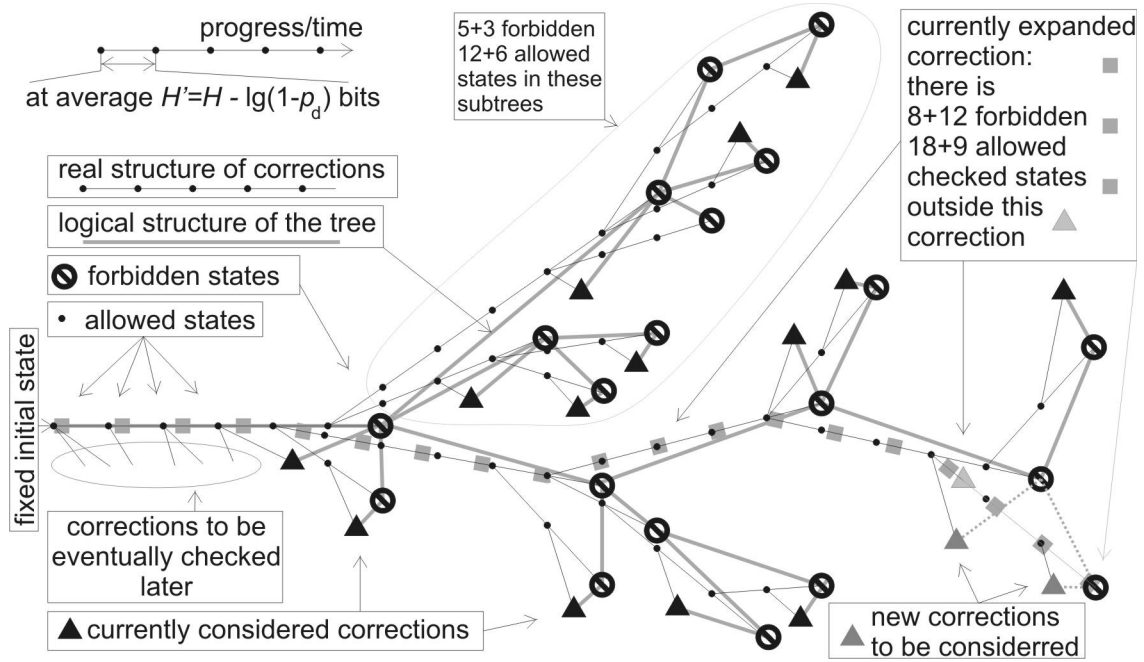 progress/time
at average H'=H - lg(1-pd) bits
real structure of corrections
logical structure of the tree
forbidden states
allowed states
fixed initial state
corrections to be
eventually checked
later
currently considered corrections
5+3 forbidden
12+6 allowed
states in these
subtrees
currently expanded
correction:
there is
8+12 forbidden
18+9 allowed
checked states
outside this
correction
new corrections
to be considerred